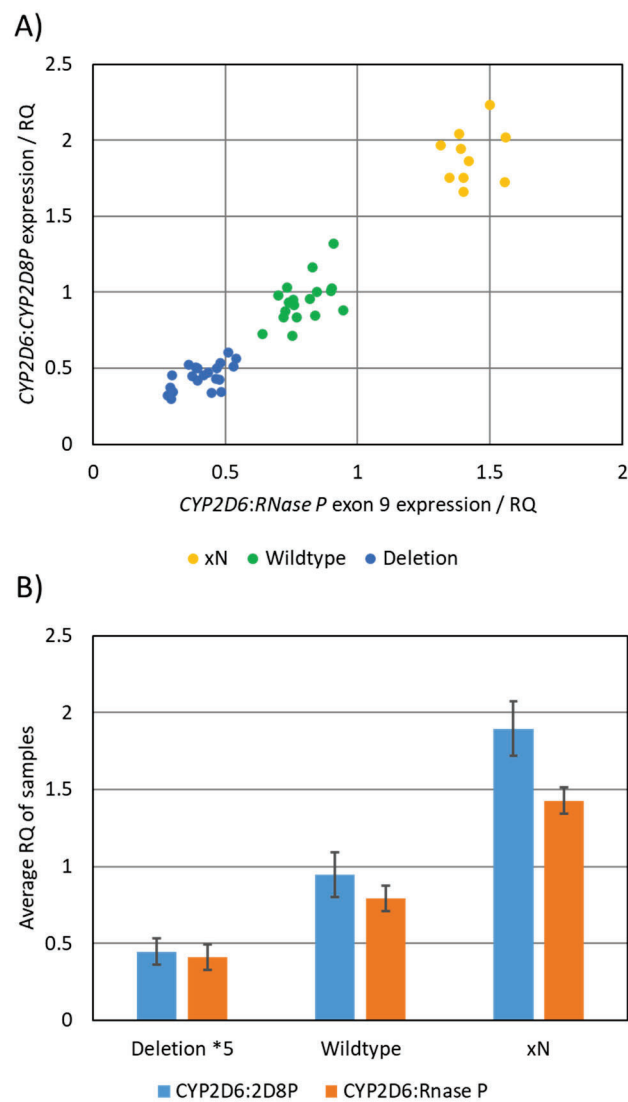 A)
2.5
2
1.5
1
0.5
0
0
0.5
1
1.5
2
CYP2D6:CYP2D8P expression / RQ
CYP2D6:RNase P exon 9 expression / RQ
xN
Wildtype
Deletion
B)
2.5
2
1.5
1
0.5
0
Average RQ of samples
Deletion *5
Wildtype
xN
CYP2D6:2D8P
CYP2D6:Rnase P